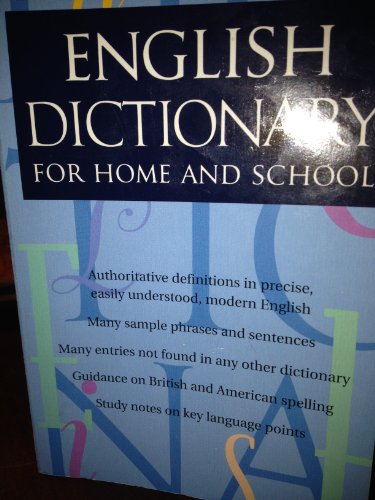 ENGLISH
DICTIONARY
FOR HOME AND SCHOOL
Authoritative definitions in precise,
easily understood, modern English
Many sample phrases and sentences
Many entries not found in any other dictionary
Guidance on British and American spelling
Study notes on key language points